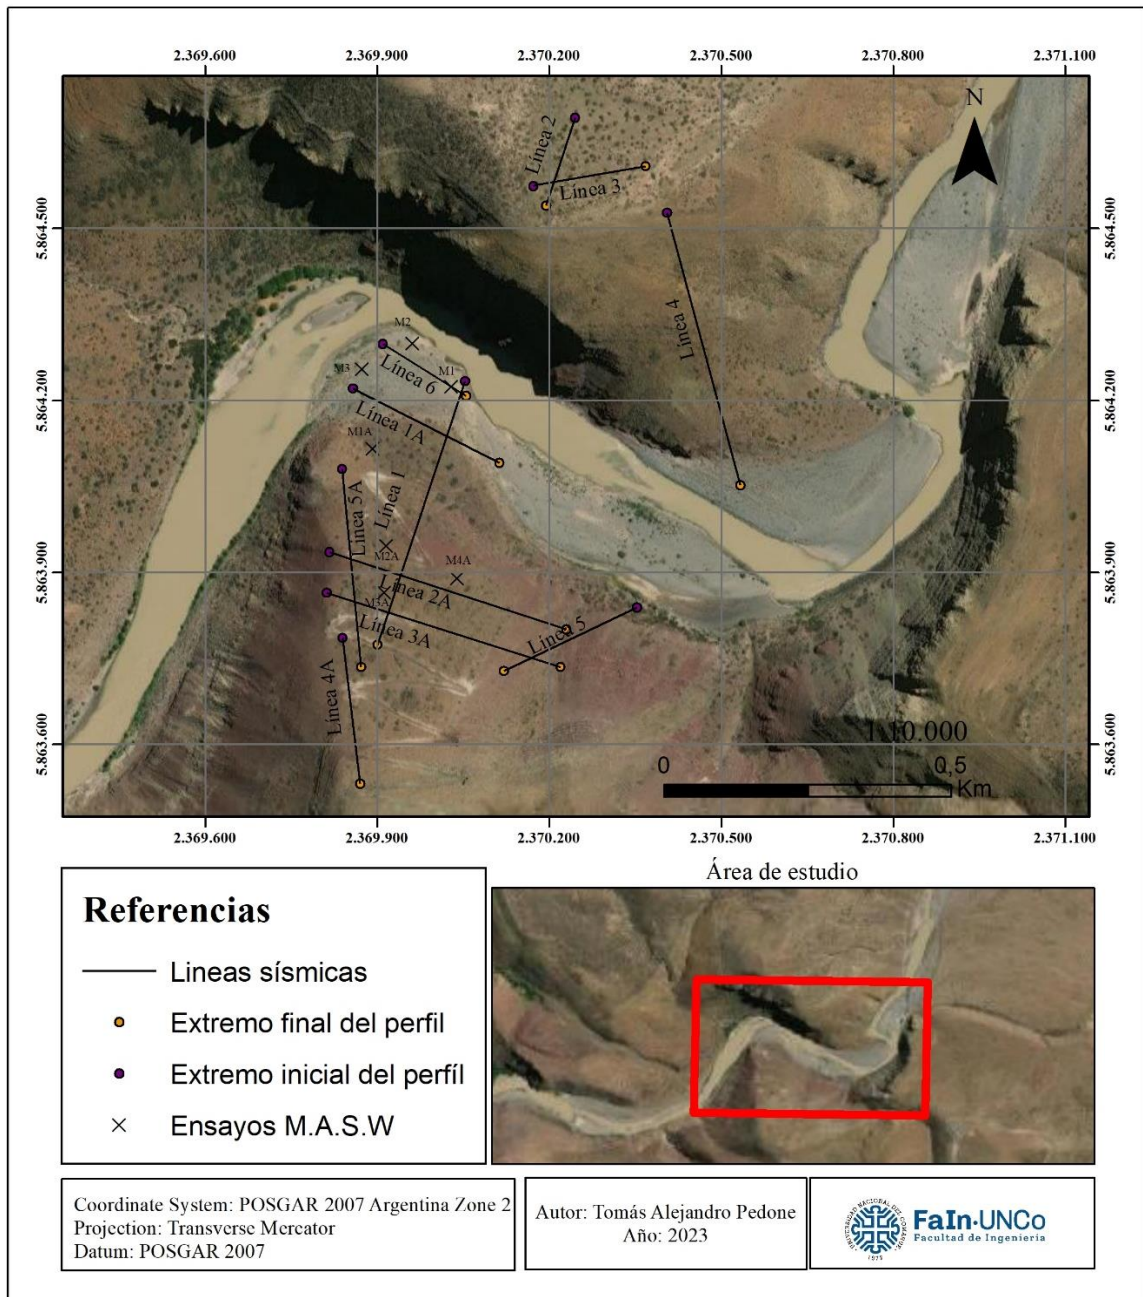 2.369.600 2.369.900 2.370.200 2.370.500 2.370.800 2.371.100
N
Línea 2
Línea 3
5.864.500 5.864.500
Línea 4
M2
M3
M1
Línea 6
5.864.200 5.864.200
Línea 1A
M1A
Línea 1
Línea 5A
M2A
M4A
5.863.900 5.863.900
Línea 2A
M3A
Línea 3A
Línea 5
Línea 4A
5.863.600 5.863.600
1:10.000
0 0,5
Km
2.369.600 2.369.900 2.370.200 2.370.500 2.370.800 2.371.100
Área de estudio
Referencias
Lineas sísmicas
Extremo final del perfil
Extremo inicial del perfíl
Ensayos M.A.S.W
Coordinate System: POSGAR 2007 Argentina Zone 2
Projection: Transverse Mercator
Datum: POSGAR 2007
Autor: Tomás Alejandro Pedone
Año: 2023
UNIVERSIDAD NACIONAL DEL COMAHUE
1972
FaIn·UNCo
Facultad de Ingeniería